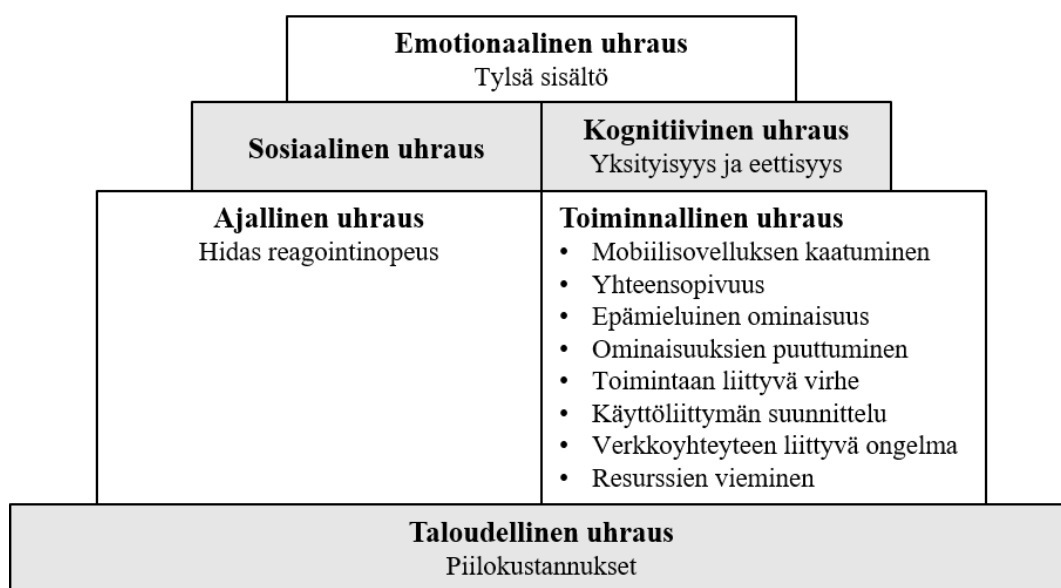 Emotionaalinen uhraus
Tylsä sisältö
Sosiaalinen uhraus
Kognitiivinen uhraus
Yksityisyys ja eettisyys
Ajallinen uhraus
Hidas reagointinopeus
Toiminnallinen uhraus
• Mobiilisovelluksen kaatuminen
• Yhteensopivuus
• Epämieluinen ominaisuus
• Ominaisuuksien puuttuminen
• Toimintaan liittyvä virhe
• Käyttöliittymän suunnittelu
• Verkkoyhteyteen liittyvä ongelma
• Resurssien vieminen
Taloudellinen uhraus
Piilokustannukset